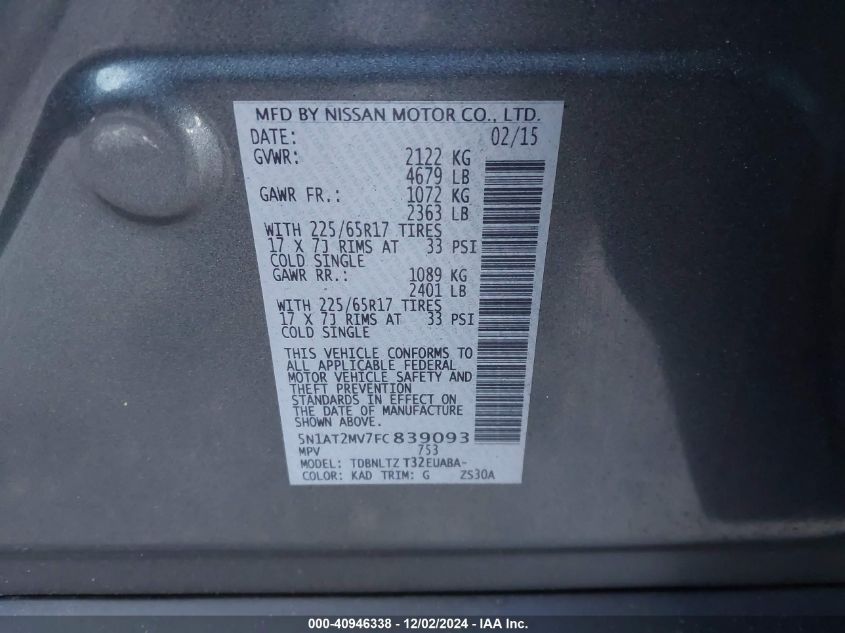 MFD BY NISSAN MOTOR CO., LTD.
DATE: 02/15
GVWR: 2122 KG
4679 LB
GAWR FR.: 1072 KG
2363 LB
WITH 225/65R17 TIRES
17 X 7J RIMS AT 33 PSI
COLD SINGLE
GAWR RR.: 1089 KG
2401 LB
WITH 225/65R17 TIRES
17 X 7J RIMS AT 33 PSI
COLD SINGLE
THIS VEHICLE CONFORMS TO
ALL APPLICABLE FEDERAL
MOTOR VEHICLE SAFETY AND
THEFT PREVENTION
STANDARDS IN EFFECT ON
THE DATE OF MANUFACTURE
SHOWN ABOVE.
5N1AT2MV7FC839093
MPV 753
MODEL: TDBNLTZ T32EUABA-
COLOR: KAD TRIM: G ZS30A
000-40946338 - 12/02/2024 - IAA Inc.